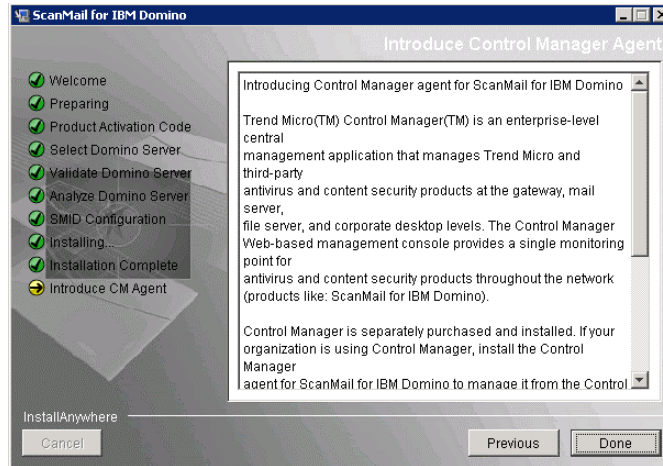 ScanMail for IBM Domino
Introduce Control Manager Agent
Welcome
Preparing
Product Activation Code
Select Domino Server
Validate Domino Server
Analyze Domino Server
SMID Configuration
Installing...
Installation Complete
Introduce CM Agent
Introducing Control Manager agent for ScanMail for IBM Domino
Trend Micro(TM) Control Manager(TM) is an enterprise-level
central
management application that manages Trend Micro and
third-party
antivirus and content security products at the gateway, mail
server,
file server, and corporate desktop levels. The Control Manager
Web-based management console provides a single monitoring
point for
antivirus and content security products throughout the network
(products like: ScanMail for IBM Domino).
Control Manager is separately purchased and installed. If your
organization is using Control Manager, install the Control
Manager
agent for ScanMail for IBM Domino to manage it from the Control
InstallAnywhere
Cancel
Previous
Done